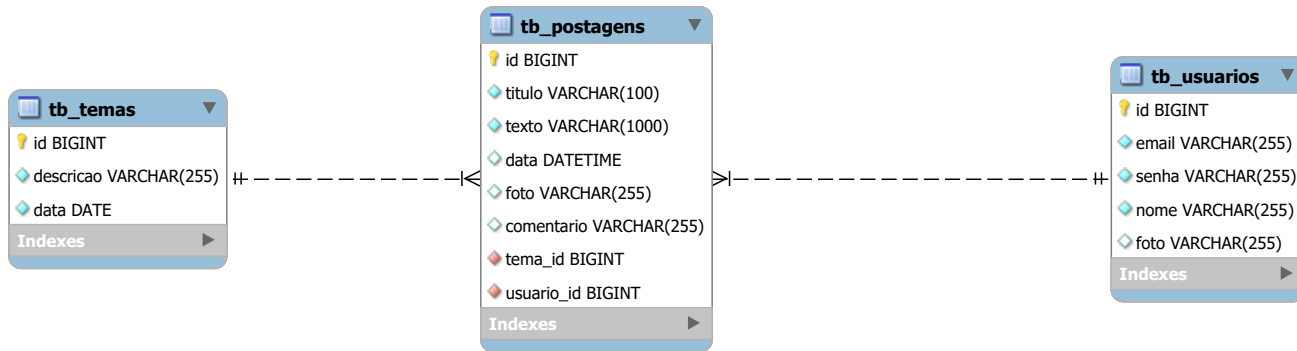 tb_temas
id BIGINT
descricao VARCHAR(255)
data DATE
Indexes
tb_postagens
id BIGINT
titulo VARCHAR(100)
texto VARCHAR(1000)
data DATETIME
foto VARCHAR(255)
comentario VARCHAR(255)
tema_id BIGINT
usuario_id BIGINT
Indexes
tb_usuarios
id BIGINT
email VARCHAR(255)
senha VARCHAR(255)
nome VARCHAR(255)
foto VARCHAR(255)
Indexes